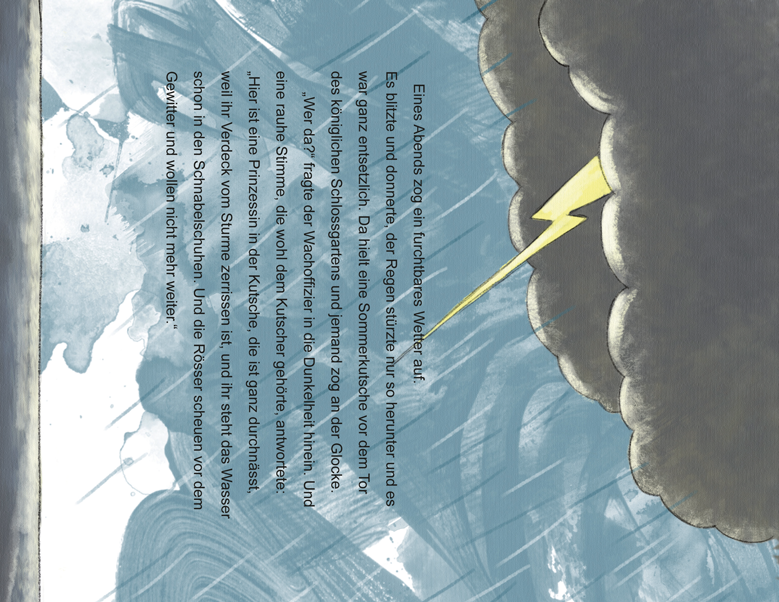 Eines Abends zog ein furchtbares Wetter auf.
Es blitzte und donnerte, der Regen stürzte nur so herunter und es
war ganz entsetzlich. Da hielt eine Sommerkutsche vor dem Tor
des königlichen Schlossgartens und jemand zog an der Glocke.
„Wer da?“ fragte der Wachoffizier in die Dunkelheit hinein. Und
eine rauhe Stimme, die wohl dem Kutscher gehörte, antwortete:
„Hier ist eine Prinzessin in der Kutsche, die ist ganz durchnässt,
weil ihr Verdeck vom Sturme zerrissen ist, und ihr steht das Wasser
schon in den Schnabelschuhen. Und die Rösser scheuen vor dem
Gewitter und wollen nicht mehr weiter.“